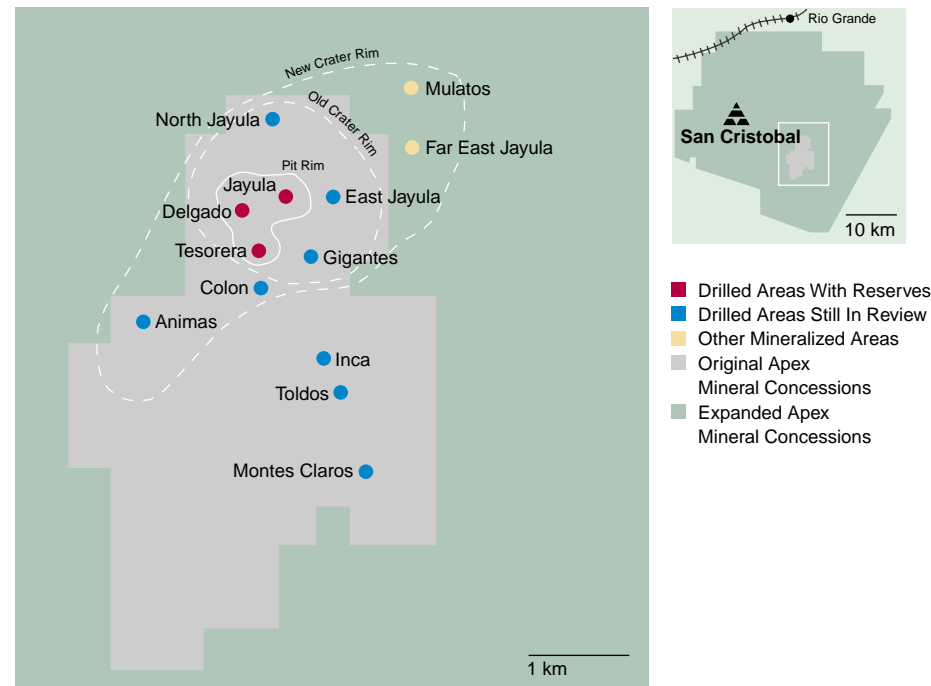 New Crater Rim
Mulatos
Old Crater Rim
North Jayula
Far East Jayula
Pit Rim
Jayula
East Jayula
Delgado
Tesorera
Gigantes
Colon
Animas
Inca
Toldos
Montes Claros
1 km
Rio Grande
San Cristobal
10 km
Drilled Areas With Reserves
Drilled Areas Still In Review
Other Mineralized Areas
Original Apex
Mineral Concessions
Expanded Apex
Mineral Concessions